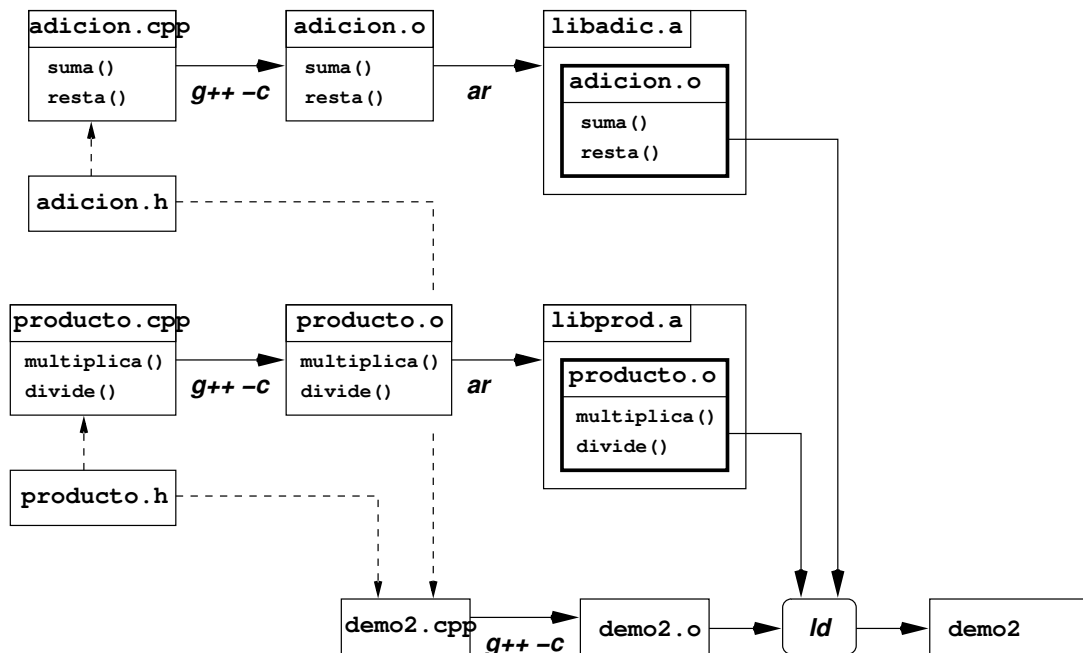 adicion.cpp
suma()
resta()
g++ −c
adicion.o
suma()
resta()
ar
libadic.a
adicion.o
suma()
resta()
adicion.h
producto.cpp
multiplica()
divide()
g++ −c
producto.o
multiplica()
divide()
ar
libprod.a
producto.o
multiplica()
divide()
producto.h
demo2.cpp
g++ −c
demo2.o
ld
demo2